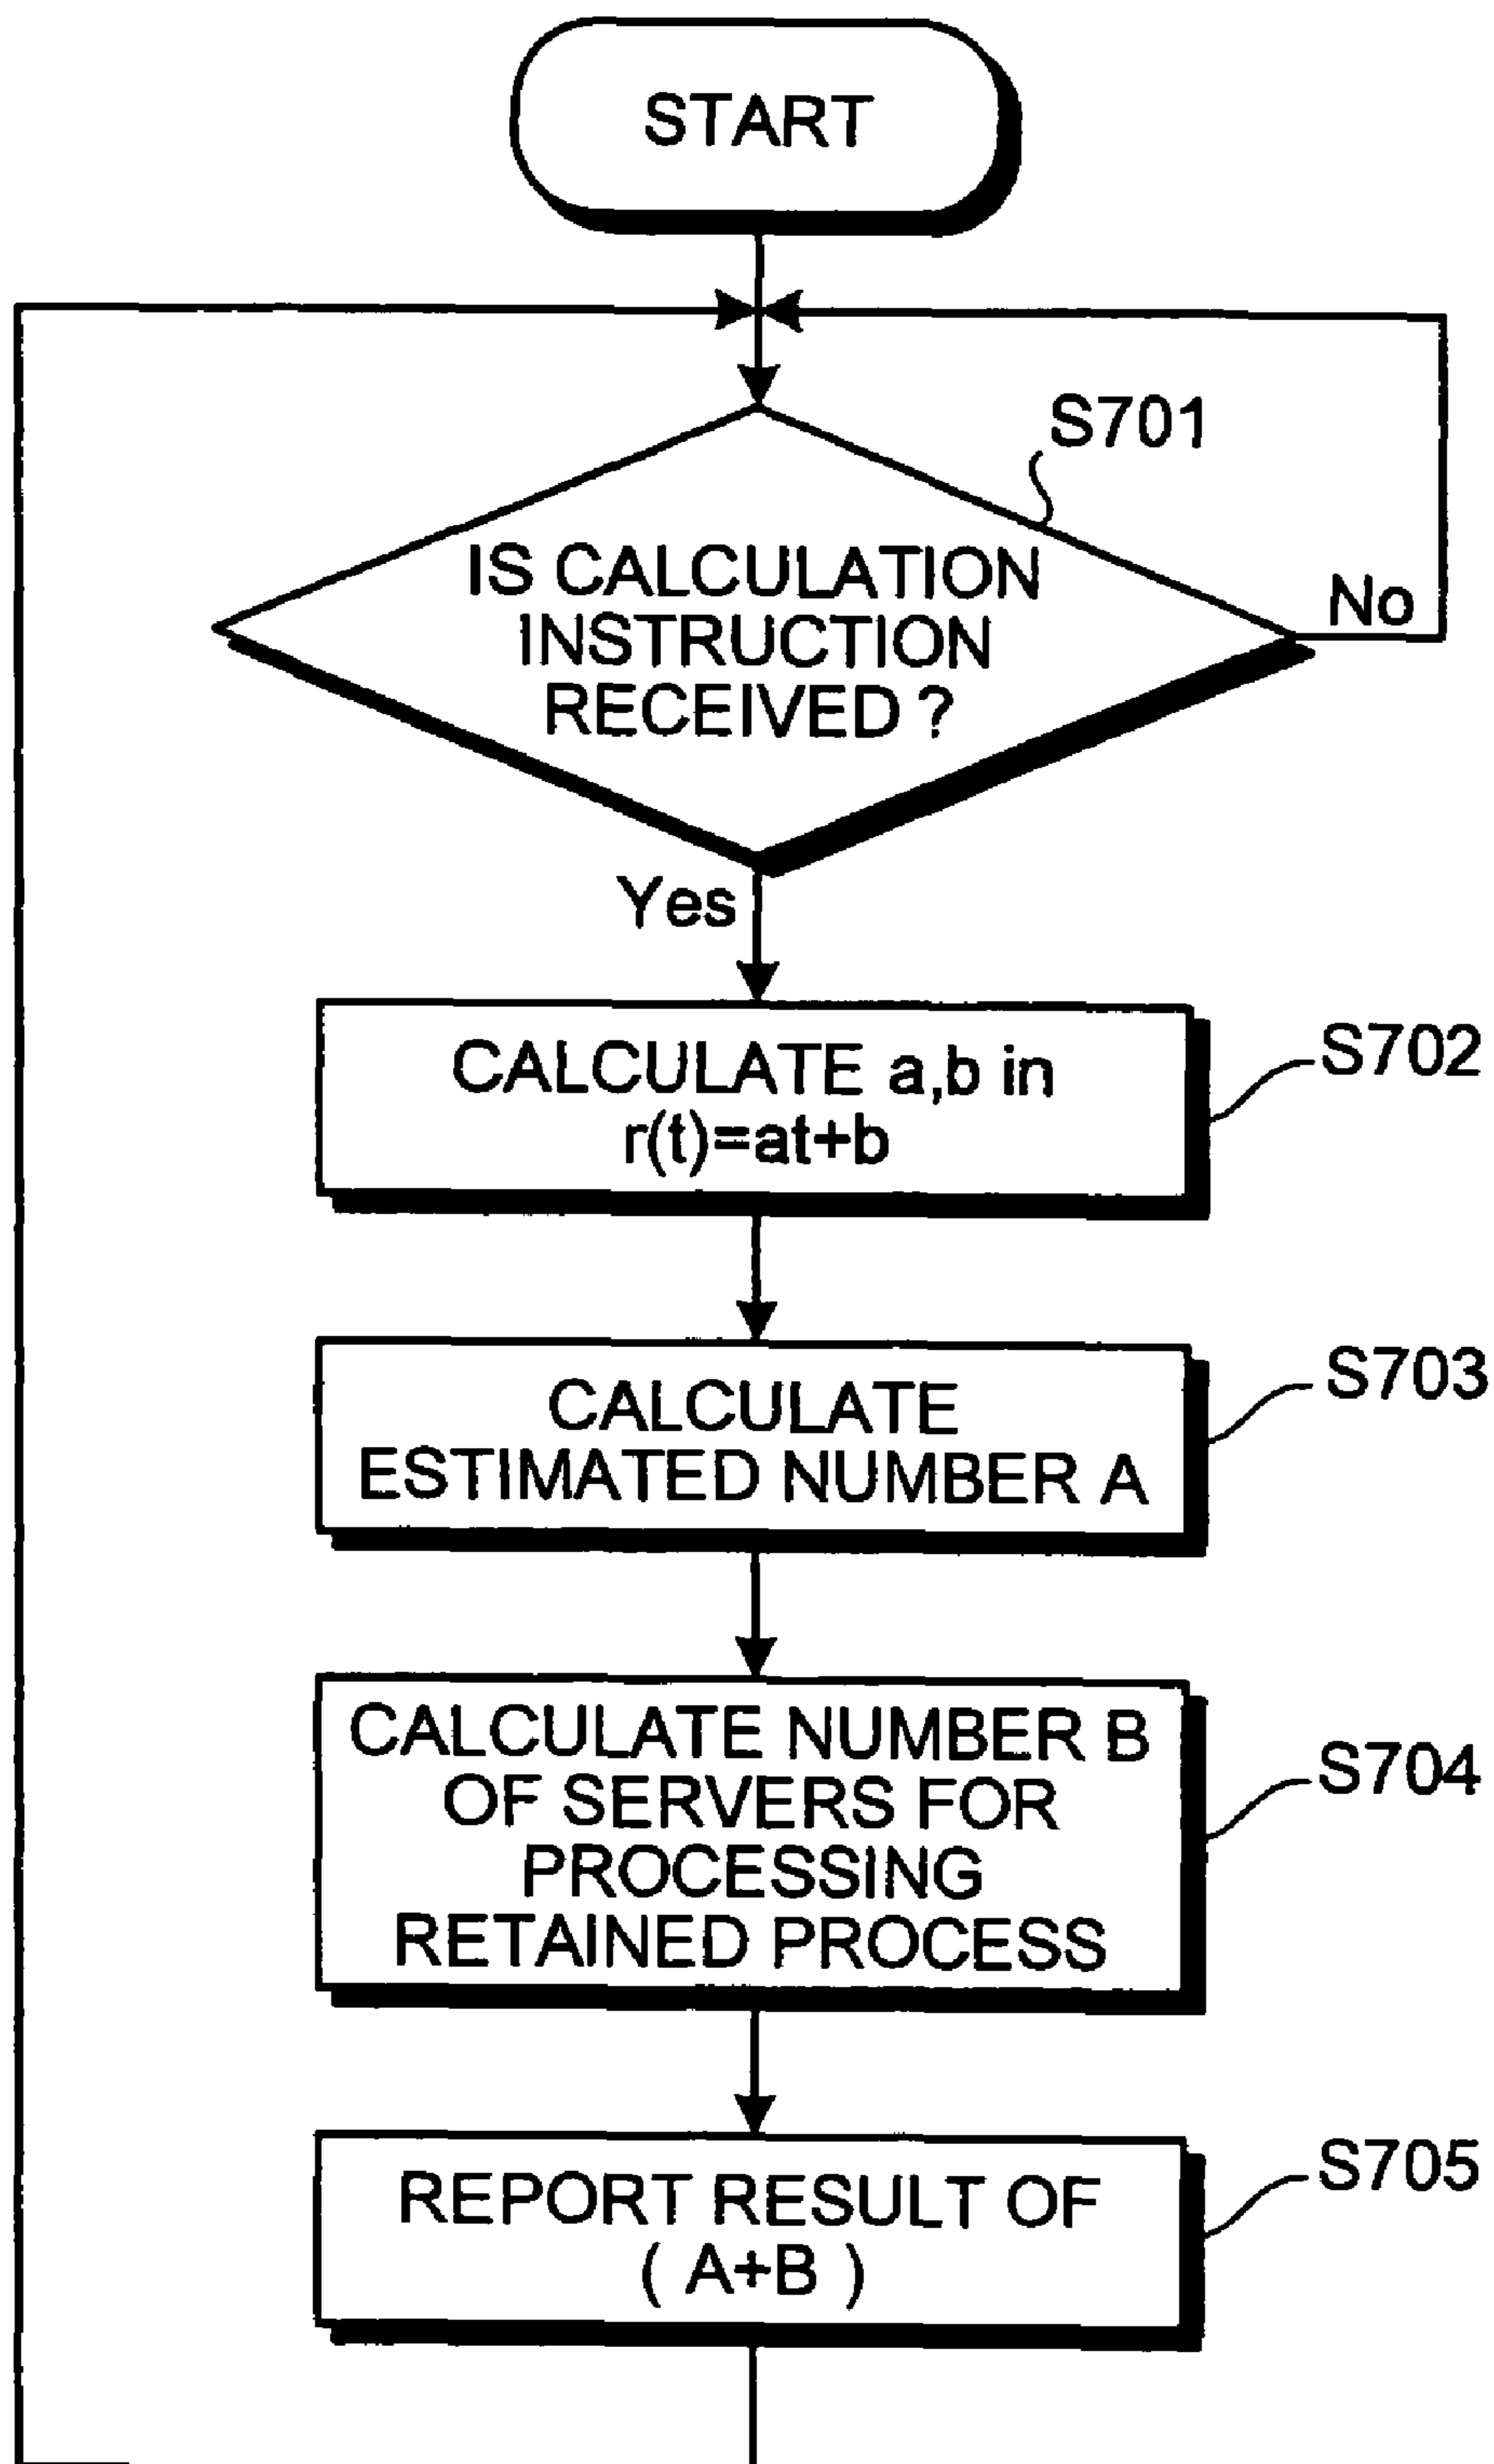 START
S701
IS CALCULATION
INSTRUCTION
RECEIVED ?
No
Yes
CALCULATE a,b in
r(t)=at+b
S702
CALCULATE
ESTIMATED NUMBER A
S703
CALCULATE NUMBER B
OF SERVERS FOR
PROCESSING
RETAINED PROCESS
S704
REPORT RESULT OF
( A+B )
S705